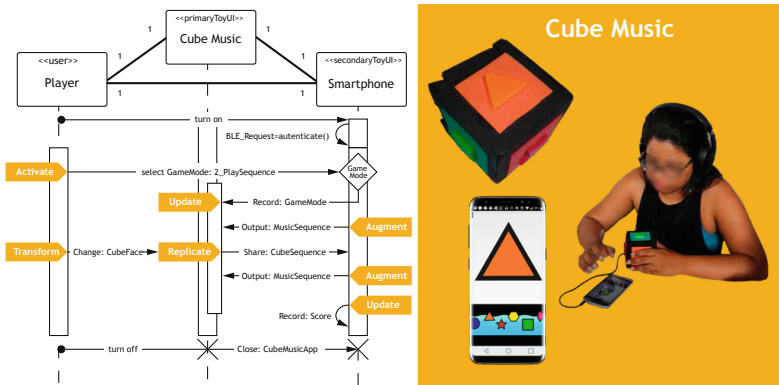 <<primaryToyUI>>
Cube Music
<<user>>
Player
<<secondaryToyUI>>
Smartphone
1
1
1
1
1
1
turn on
BLE_Request=autenticate()
Activate
select GameMode: 2_PlaySequence
Game
Mode
Update
Record: GameMode
Output: MusicSequence
Augment
Transform
Change: CubeFace
Replicate
Share: CubeSequence
Output: MusicSequence
Augment
Update
Record: Score
turn off
Close: CubeMusicApp
Cube Music